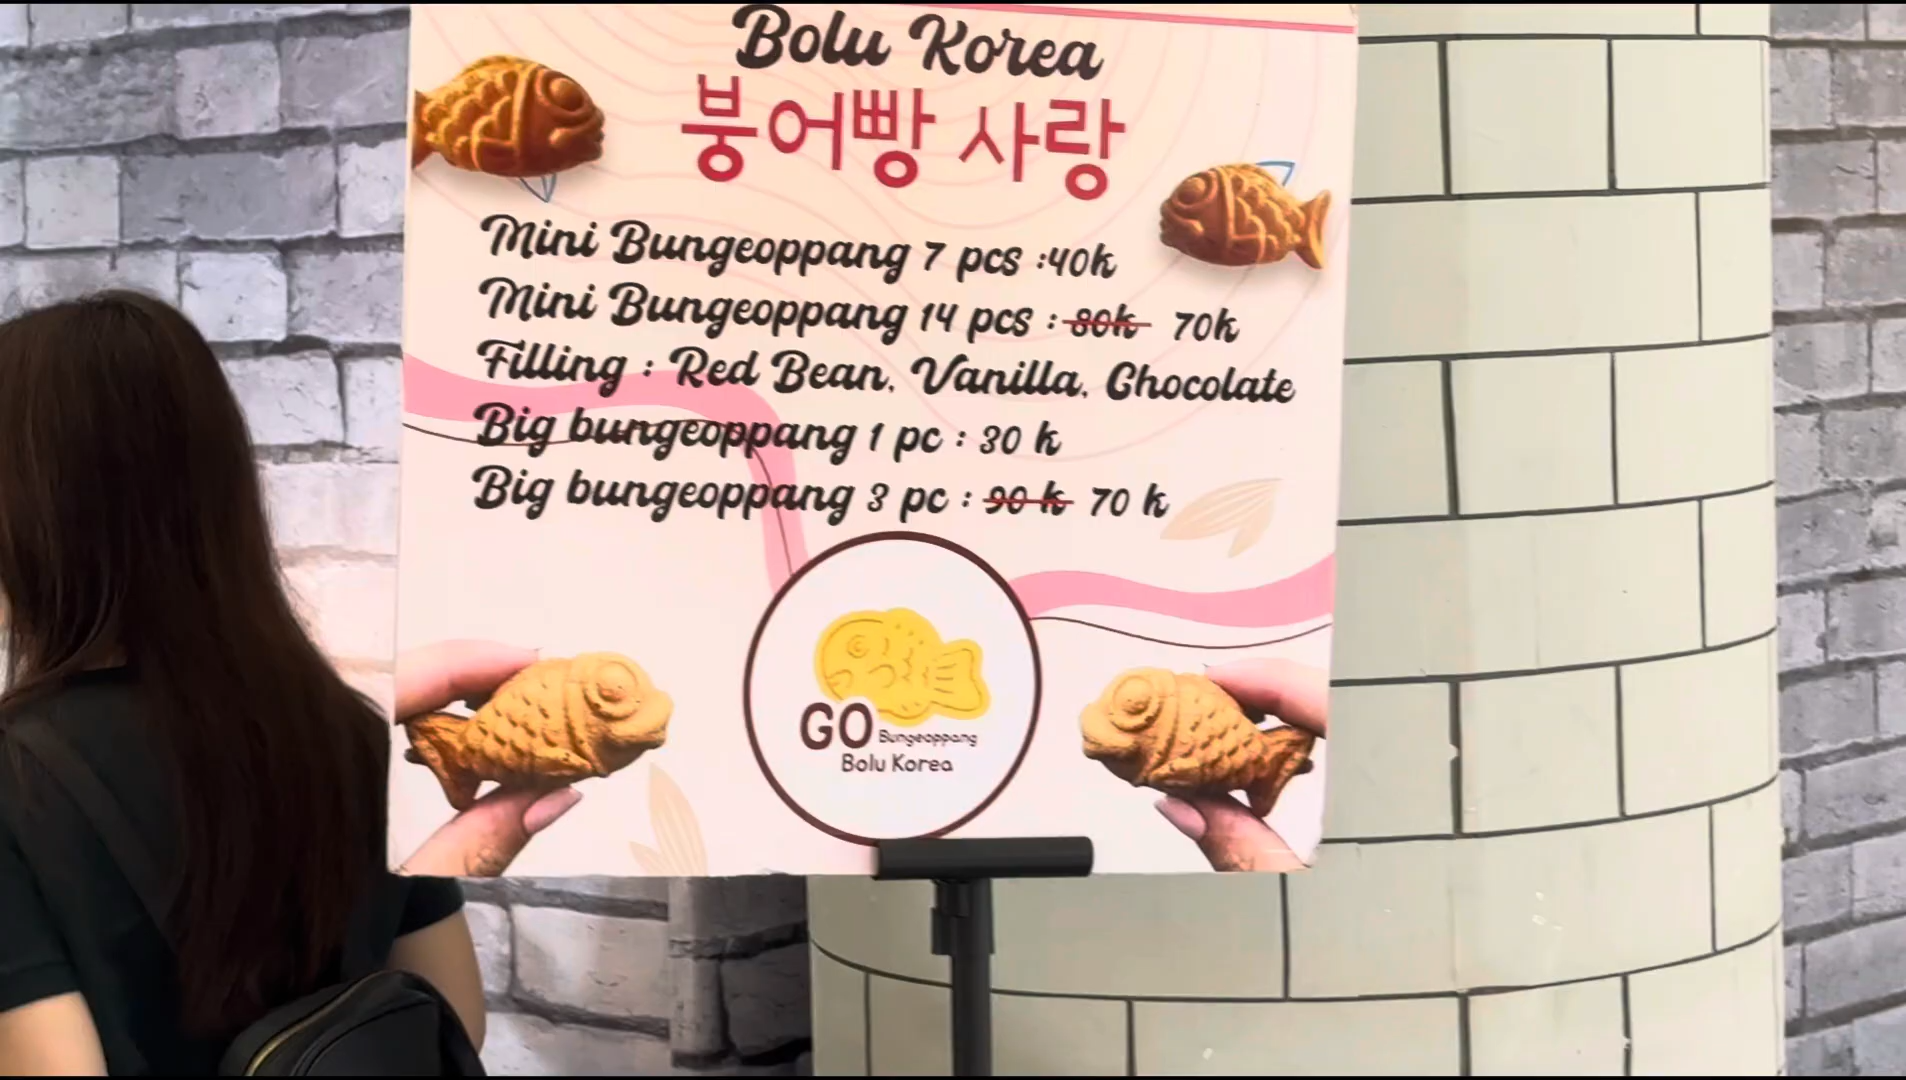 Bolu Korea
붕어빵 사랑
Mini Bungeoppang 7 pcs :40k
Mini Bungeoppang 14 pcs : 80k 70k
Filling : Red Bean, Vanilla, Chocolate
Big bungeoppang 1 pc : 30 k
Big bungeoppang 3 pc : 90 k 70 k
GO Bungeoppang
Bolu Korea